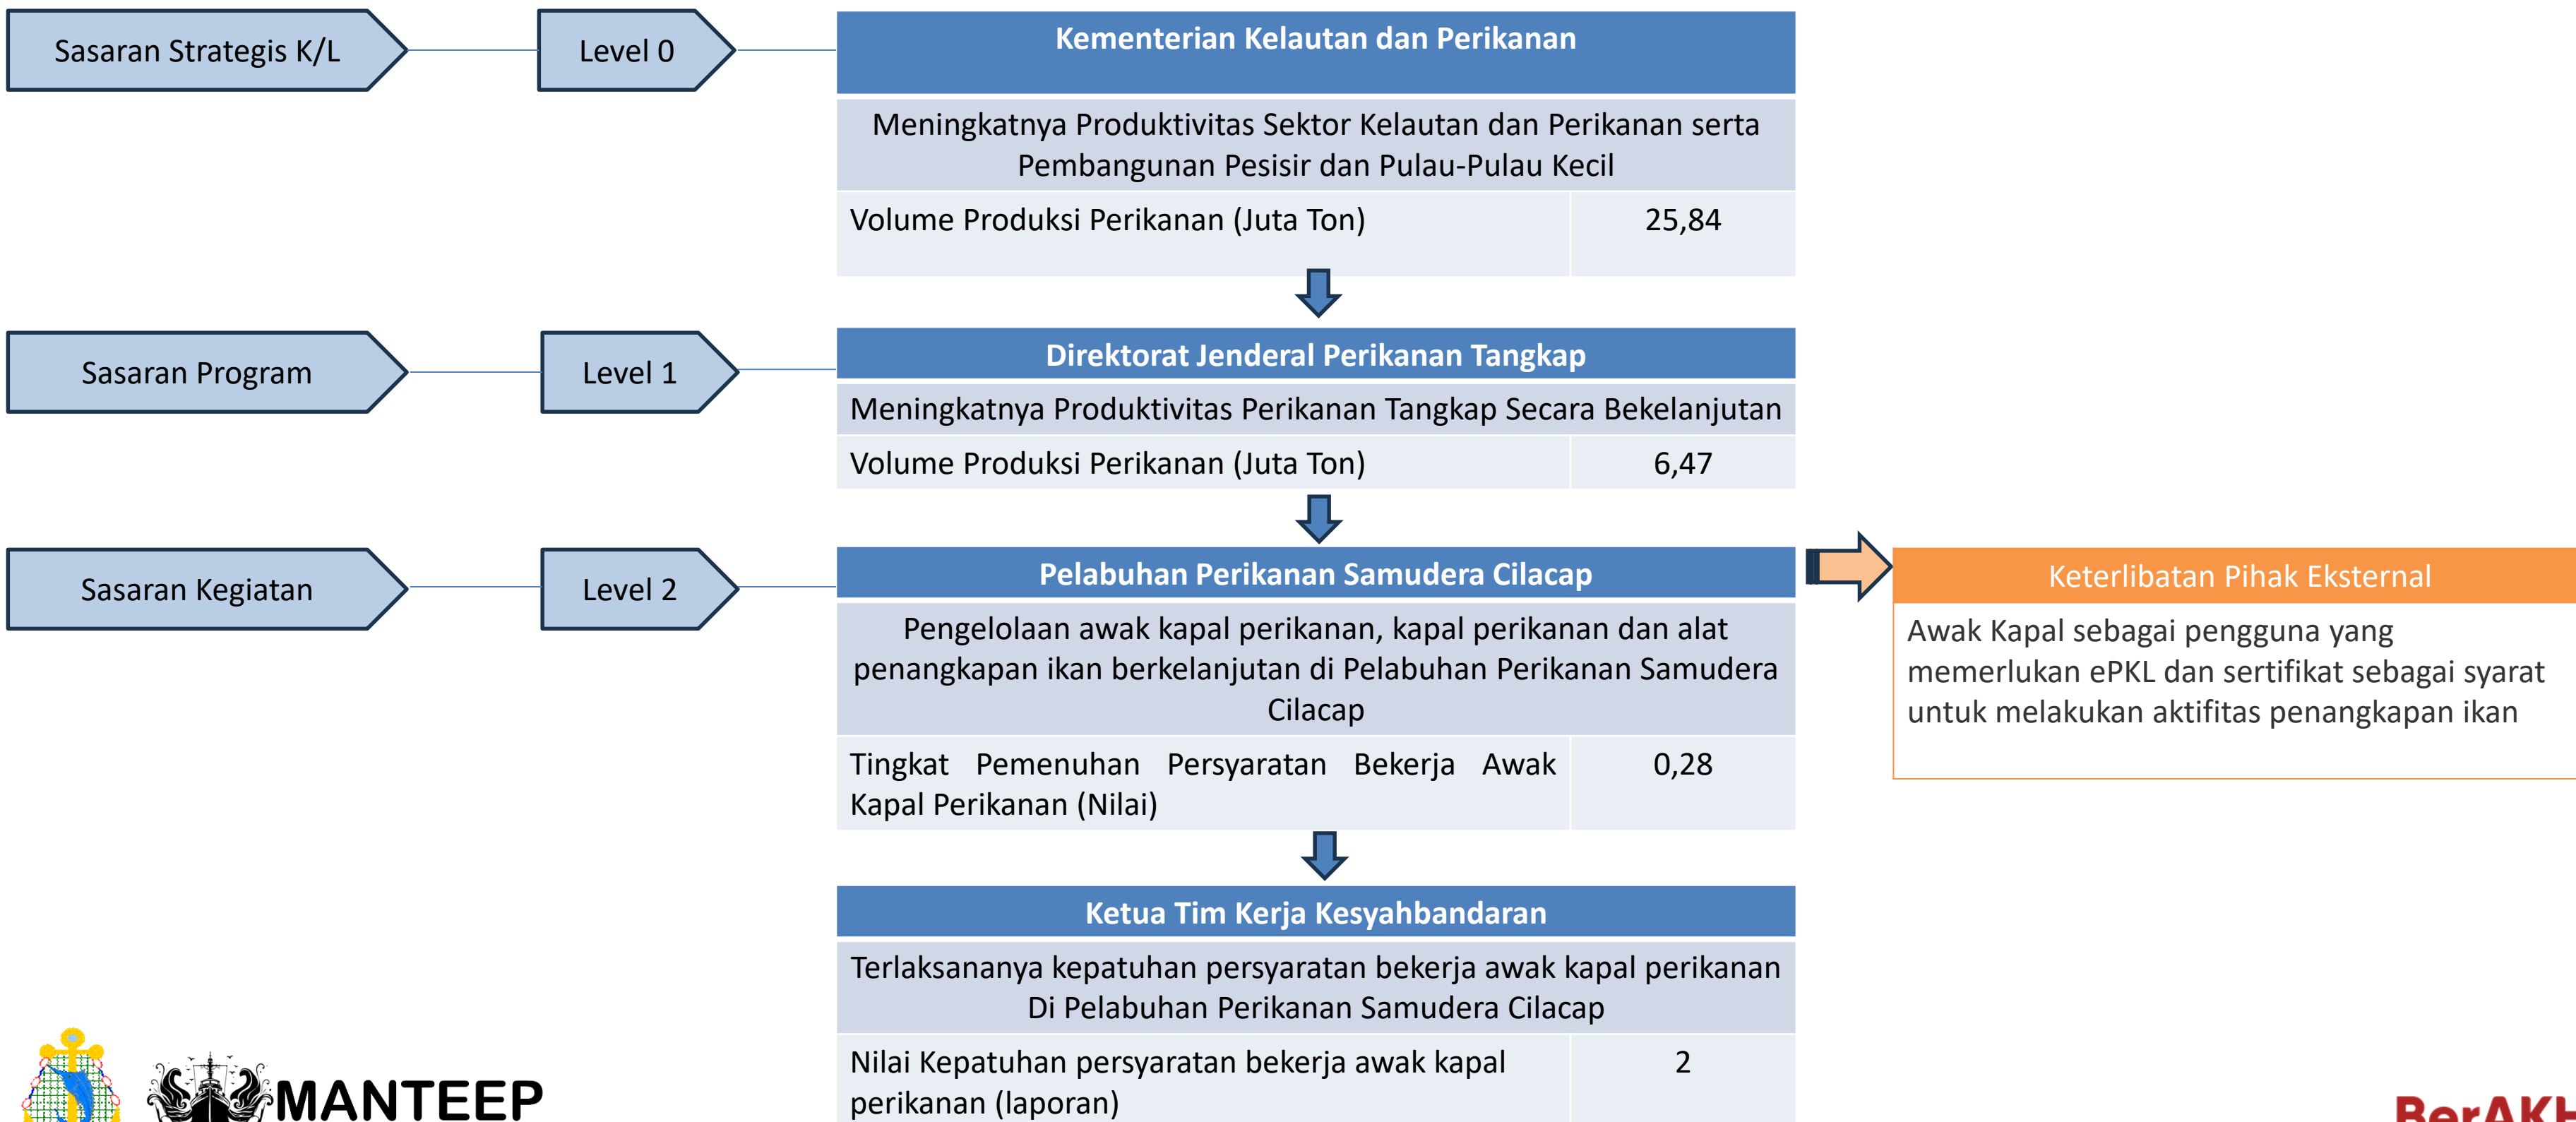 Sasaran Strategis K/L
Level 0
Kementerian Kelautan dan Perikanan
Meningkatnya Produktivitas Sektor Kelautan dan Perikanan serta
Pembangunan Pesisir dan Pulau-Pulau Kecil
Volume Produksi Perikanan (Juta Ton)
25,84
Sasaran Program
Level 1
Direktorat Jenderal Perikanan Tangkap
Meningkatnya Produktivitas Perikanan Tangkap Secara Bekelanjutan
Volume Produksi Perikanan (Juta Ton)
6,47
Sasaran Kegiatan
Level 2
Pelabuhan Perikanan Samudera Cilacap
Pengelolaan awak kapal perikanan, kapal perikanan dan alat
penangkapan ikan berkelanjutan di Pelabuhan Perikanan Samudera
Cilacap
Tingkat Pemenuhan Persyaratan Bekerja Awak
Kapal Perikanan (Nilai)
0,28
Keterlibatan Pihak Eksternal
Awak Kapal sebagai pengguna yang
memerlukan ePKL dan sertifikat sebagai syarat
untuk melakukan aktifitas penangkapan ikan
Ketua Tim Kerja Kesyahbandaran
Terlaksananya kepatuhan persyaratan bekerja awak kapal perikanan
Di Pelabuhan Perikanan Samudera Cilacap
Nilai Kepatuhan persyaratan bekerja awak kapal
perikanan (laporan)
2
MANTEEP
BerAKH